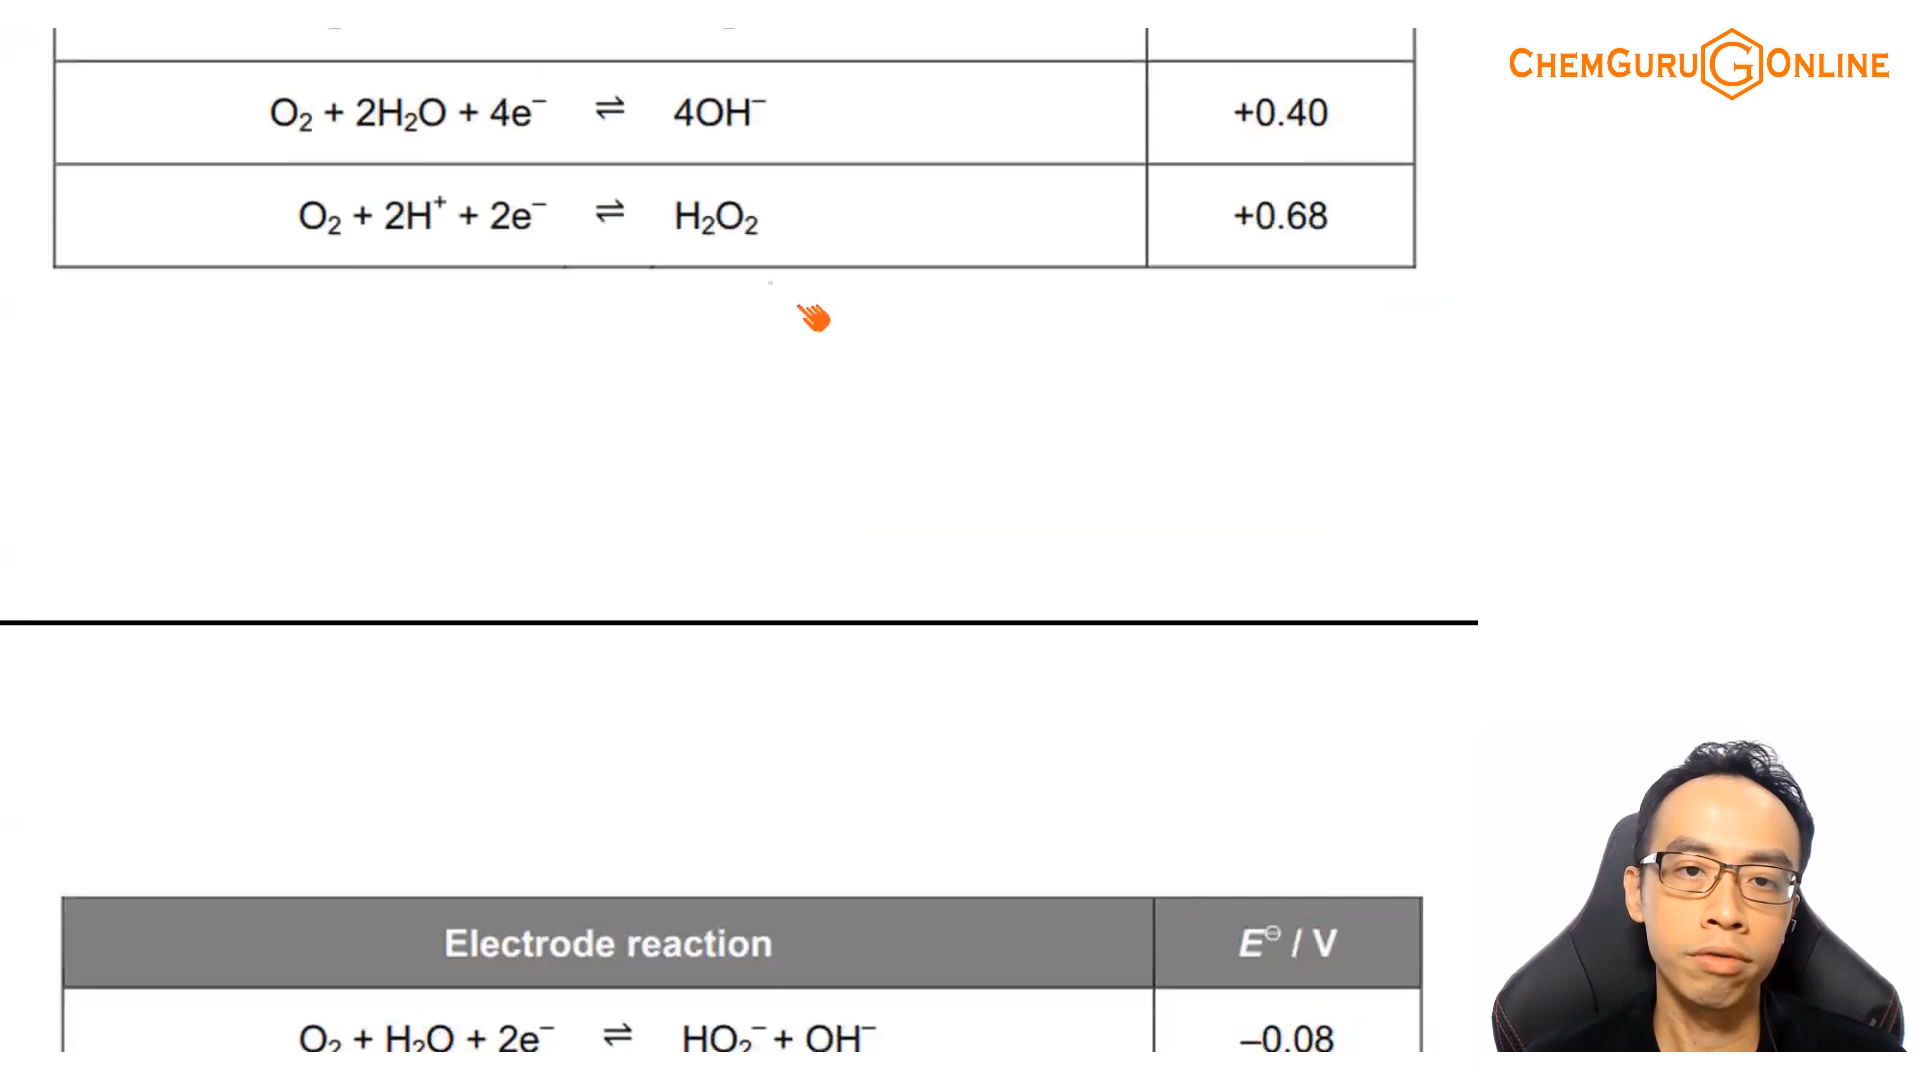 CHEMGURU G ONLINE
O₂ + 2H₂O + 4e⁻ ⇌ 4OH⁻ +0.40
O₂ + 2H⁺ + 2e⁻ ⇌ H₂O₂ +0.68
Electrode reaction E⦵ / V
O₂ + H₂O + 2e⁻ ⇌ HO₂⁻ + OH⁻ –0.08